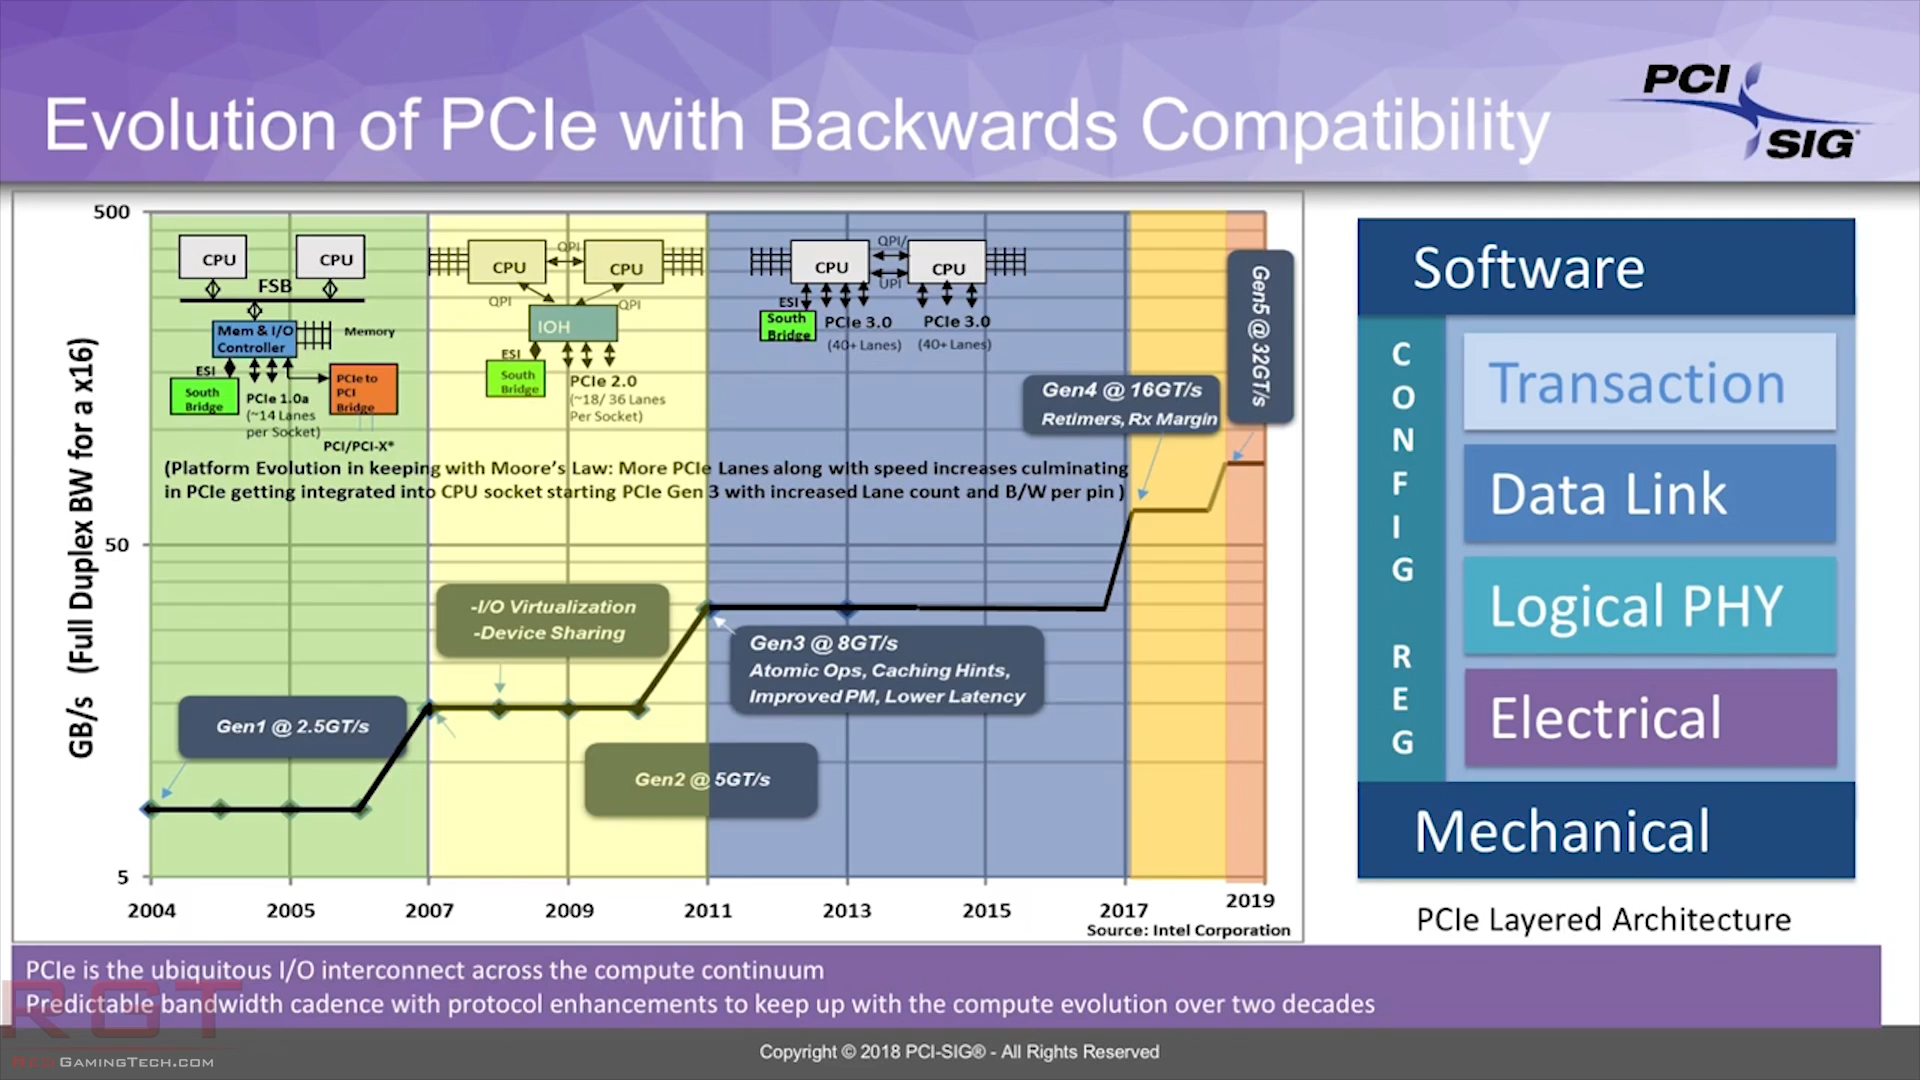 Evolution of PCIe with Backwards Compatibility
PCI
SIG
GB/s (Full Duplex BW for a x16)
500
50
5
CPU
CPU
FSB
Mem & I/O
Controller
Memory
ESI
South
Bridge
PCIe 1.0a
(~14 Lanes
per Socket)
PCIe to
PCI
Bridge
PCI/PCI-X*
CPU
QPI
CPU
QPI
QPI
IOH
ESI
South
Bridge
PCIe 2.0
(~18/ 36 Lanes
Per Socket)
CPU
QPI/
UPI
CPU
ESI
South
Bridge
PCIe 3.0
(40+ Lanes)
PCIe 3.0
(40+ Lanes)
(Platform Evolution in keeping with Moore's Law: More PCIe Lanes along with speed increases culminating
in PCIe getting integrated into CPU socket starting PCIe Gen 3 with increased Lane count and B/W per pin )
Gen1 @ 2.5GT/s
-I/O Virtualization
-Device Sharing
Gen2 @ 5GT/s
Gen3 @ 8GT/s
Atomic Ops, Caching Hints,
Improved PM, Lower Latency
Gen4 @ 16GT/s
Retimers, Rx Margin
Gen5 @ 32GT/s
2004
2005
2007
2009
2011
2013
2015
2017
2019
Source: Intel Corporation
Software
CONFIG REG
Transaction
Data Link
Logical PHY
Electrical
Mechanical
PCIe Layered Architecture
PCIe is the ubiquitous I/O interconnect across the compute continuum
Predictable bandwidth cadence with protocol enhancements to keep up with the compute evolution over two decades
RGT
RedGamingTech.com
Copyright © 2018 PCI-SIG® - All Rights Reserved